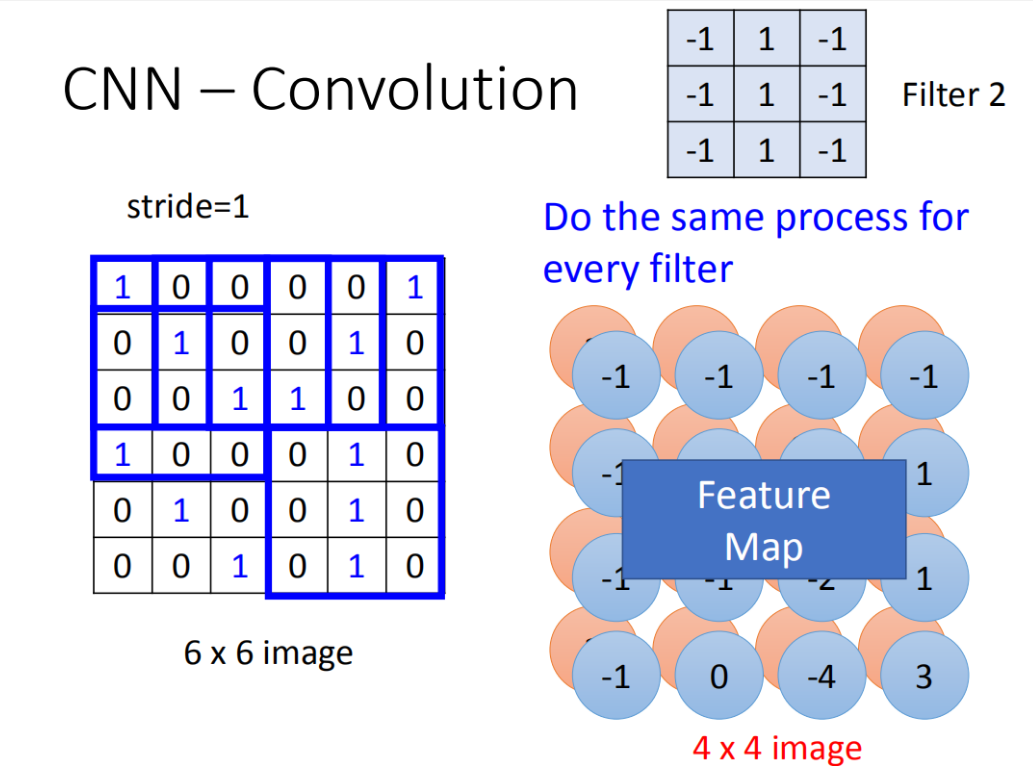 CNN – Convolution
-1 1 -1
-1 1 -1
-1 1 -1
Filter 2
stride=1
Do the same process for
every filter
1 0 0 0 0 1
0 1 0 0 1 0
0 0 1 1 0 0
1 0 0 0 1 0
0 1 0 0 1 0
0 0 1 0 1 0
6 x 6 image
-1 -1 -1 -1
-1 1
Feature
Map
-1 -1 -2 1
-1 0 -4 3
4 x 4 image